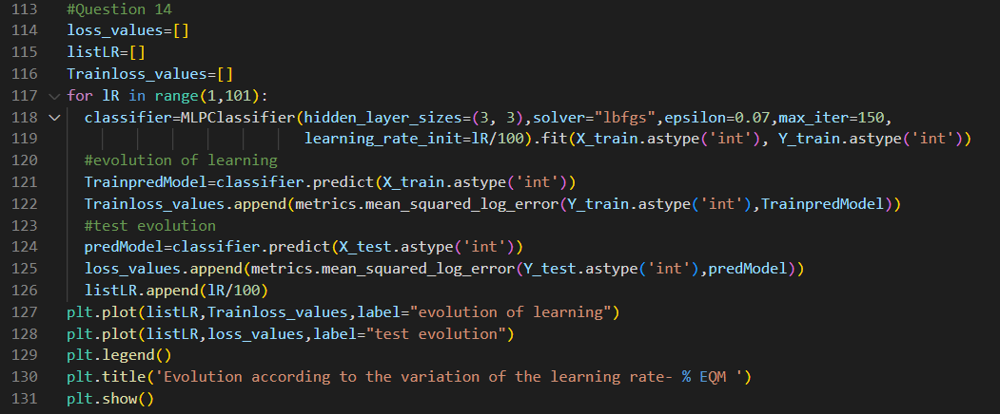 113 #Question 14
114 loss_values=[]
115 listLR=[]
116 Trainloss_values=[]
117 for lR in range(1,101):
118 classifier=MLPClassifier(hidden_layer_sizes=(3, 3),solver="lbfgs",epsilon=0.07,max_iter=150,
119 learning_rate_init=lR/100).fit(X_train.astype('int'), Y_train.astype('int'))
120 #evolution of learning
121 TrainpredModel=classifier.predict(X_train.astype('int'))
122 Trainloss_values.append(metrics.mean_squared_log_error(Y_train.astype('int'),TrainpredModel))
123 #test evolution
124 predModel=classifier.predict(X_test.astype('int'))
125 loss_values.append(metrics.mean_squared_log_error(Y_test.astype('int'),predModel))
126 listLR.append(lR/100)
127 plt.plot(listLR,Trainloss_values,label="evolution of learning")
128 plt.plot(listLR,loss_values,label="test evolution")
129 plt.legend()
130 plt.title('Evolution according to the variation of the learning rate- % EQM ')
131 plt.show()